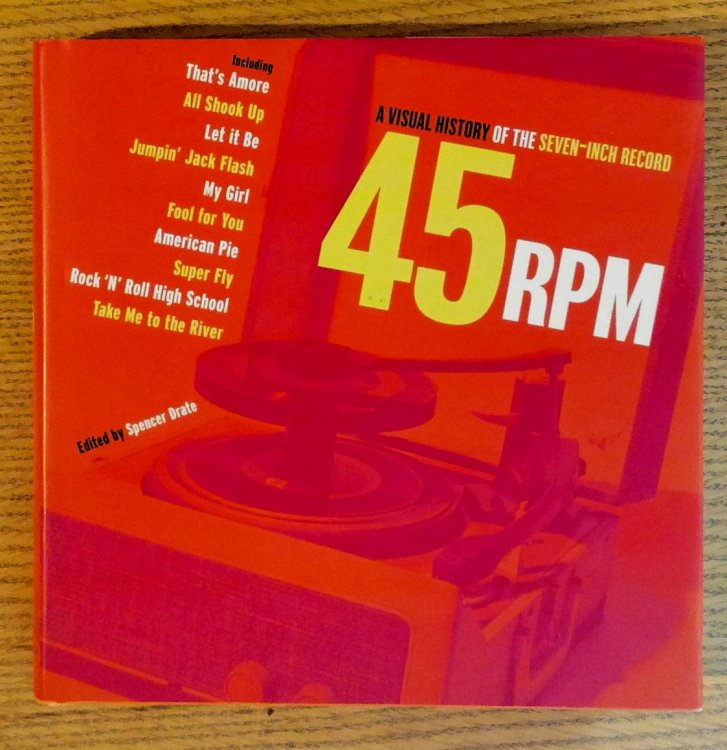 Including
That's Amore
All Shook Up
Let it Be
Jumpin' Jack Flash
My Girl
Fool for You
American Pie
Super Fly
Rock 'N' Roll High School
Take Me to the River
A VISUAL HISTORY OF THE SEVEN-INCH RECORD
45RPM
Edited by Spencer Drate